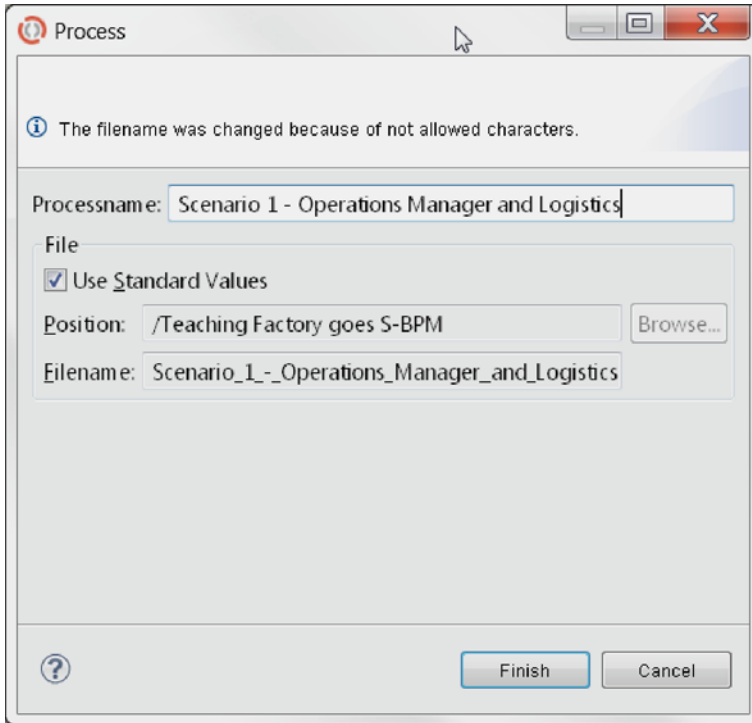 Process
The filename was changed because of not allowed characters.
Processname: Scenario 1 - Operations Manager and Logistics
File
Use Standard Values
Position: /Teaching Factory goes S-BPM Browse...
Filename: Scenario_1_-_Operations_Manager_and_Logistics
Finish Cancel